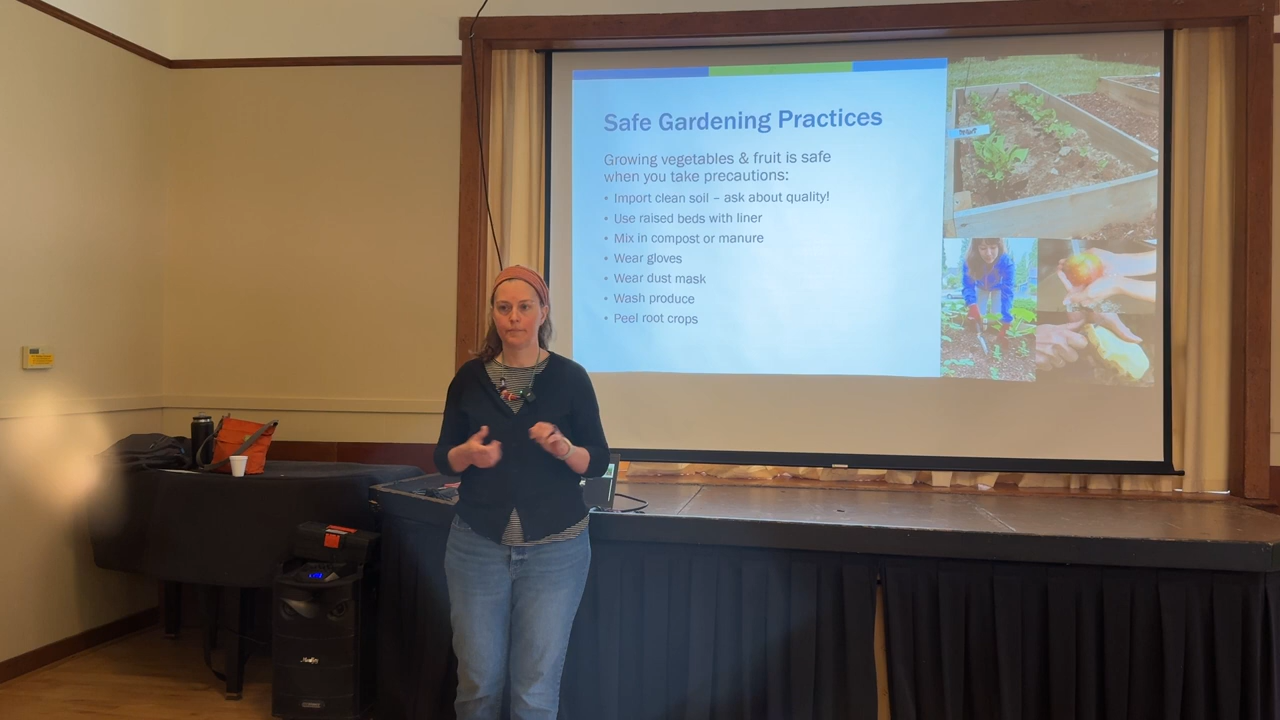 Safe Gardening Practices
Growing vegetables & fruit is safe
when you take precautions:
• Import clean soil – ask about quality!
• Use raised beds with liner
• Mix in compost or manure
• Wear gloves
• Wear dust mask
• Wash produce
• Peel root crops